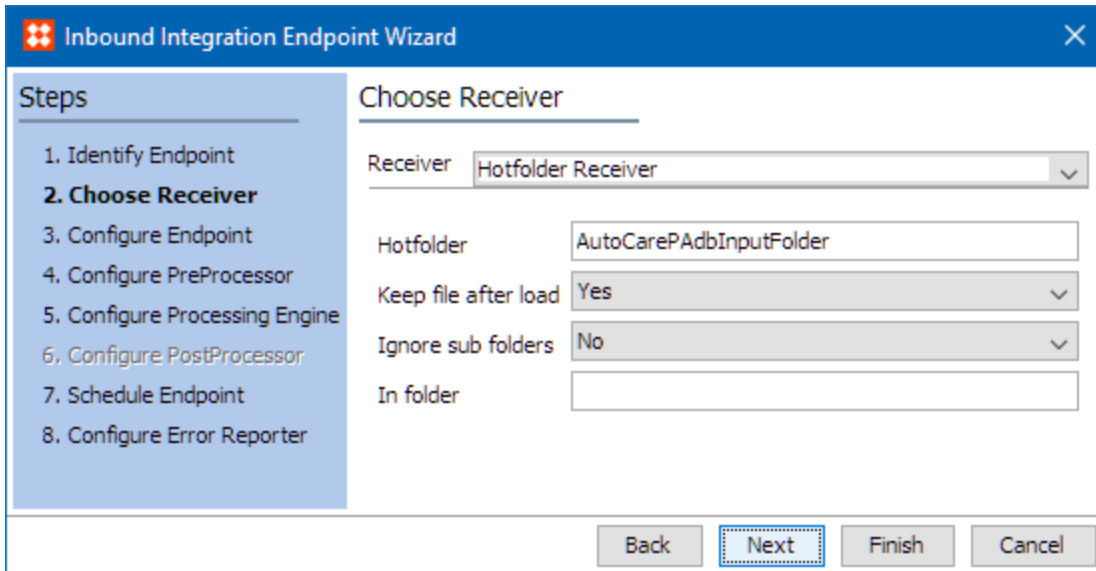 Inbound Integration Endpoint Wizard
Steps
1. Identify Endpoint
2. Choose Receiver
3. Configure Endpoint
4. Configure PreProcessor
5. Configure Processing Engine
6. Configure PostProcessor
7. Schedule Endpoint
8. Configure Error Reporter
Choose Receiver
Receiver Hotfolder Receiver
Hotfolder AutoCarePAdbInputFolder
Keep file after load Yes
Ignore sub folders No
In folder
Back Next Finish Cancel